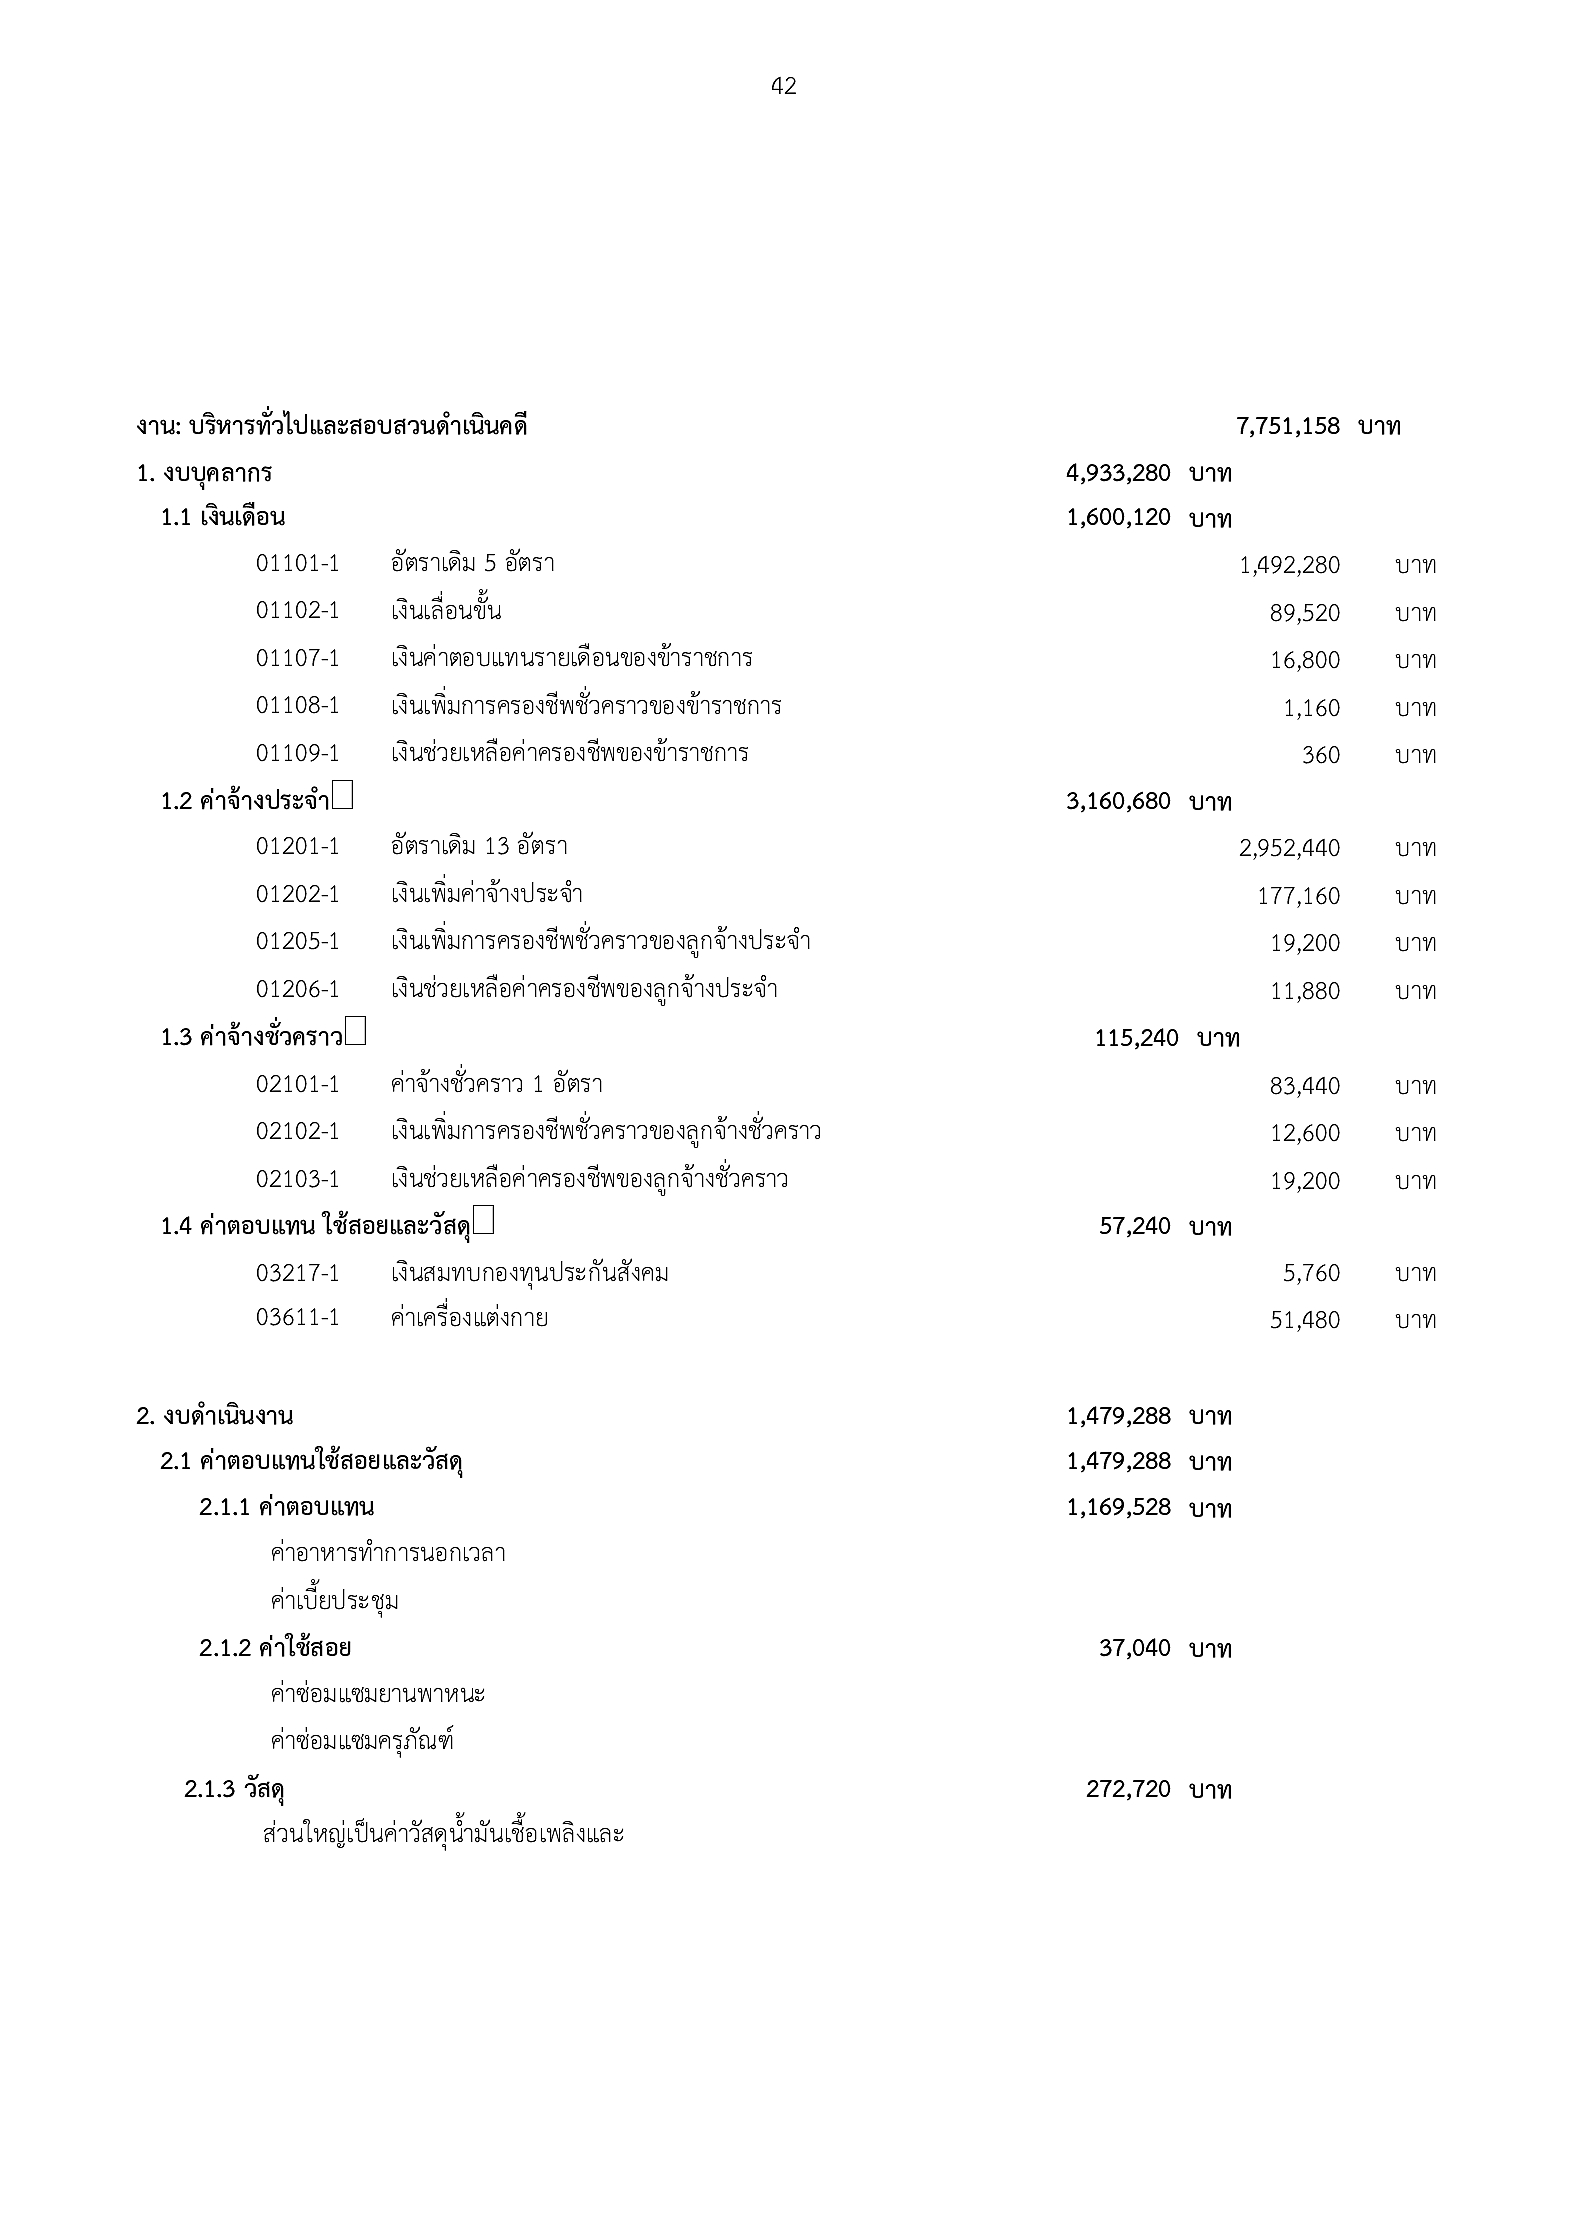 42
งาน: บริหารทั่วไปและสอบสวนดำเนินคดี 7,751,158 บาท
1. งบบุคลากร 4,933,280 บาท
1.1 เงินเดือน 1,600,120 บาท
01101-1 อัตราเดิม 5 อัตรา 1,492,280 บาท
01102-1 เงินเลื่อนขั้น 89,520 บาท
01107-1 เงินค่าตอบแทนรายเดือนของข้าราชการ 16,800 บาท
01108-1 เงินเพิ่มการครองชีพชั่วคราวของข้าราชการ 1,160 บาท
01109-1 เงินช่วยเหลือค่าครองชีพของข้าราชการ 360 บาท
1.2 ค่าจ้างประจำ 3,160,680 บาท
01201-1 อัตราเดิม 13 อัตรา 2,952,440 บาท
01202-1 เงินเพิ่มค่าจ้างประจำ 177,160 บาท
01205-1 เงินเพิ่มการครองชีพชั่วคราวของลูกจ้างประจำ 19,200 บาท
01206-1 เงินช่วยเหลือค่าครองชีพของลูกจ้างประจำ 11,880 บาท
1.3 ค่าจ้างชั่วคราว 115,240 บาท
02101-1 ค่าจ้างชั่วคราว 1 อัตรา 83,440 บาท
02102-1 เงินเพิ่มการครองชีพชั่วคราวของลูกจ้างชั่วคราว 12,600 บาท
02103-1 เงินช่วยเหลือค่าครองชีพของลูกจ้างชั่วคราว 19,200 บาท
1.4 ค่าตอบแทน ใช้สอยและวัสดุ 57,240 บาท
03217-1 เงินสมทบกองทุนประกันสังคม 5,760 บาท
03611-1 ค่าเครื่องแต่งกาย 51,480 บาท
2. งบดำเนินงาน 1,479,288 บาท
2.1 ค่าตอบแทนใช้สอยและวัสดุ 1,479,288 บาท
2.1.1 ค่าตอบแทน 1,169,528 บาท
ค่าอาหารทำการนอกเวลา
ค่าเบี้ยประชุม
2.1.2 ค่าใช้สอย 37,040 บาท
ค่าซ่อมแซมยานพาหนะ
ค่าซ่อมแซมครุภัณฑ์
2.1.3 วัสดุ 272,720 บาท
ส่วนใหญ่เป็นค่าวัสดุน้ำมันเชื้อเพลิงและ